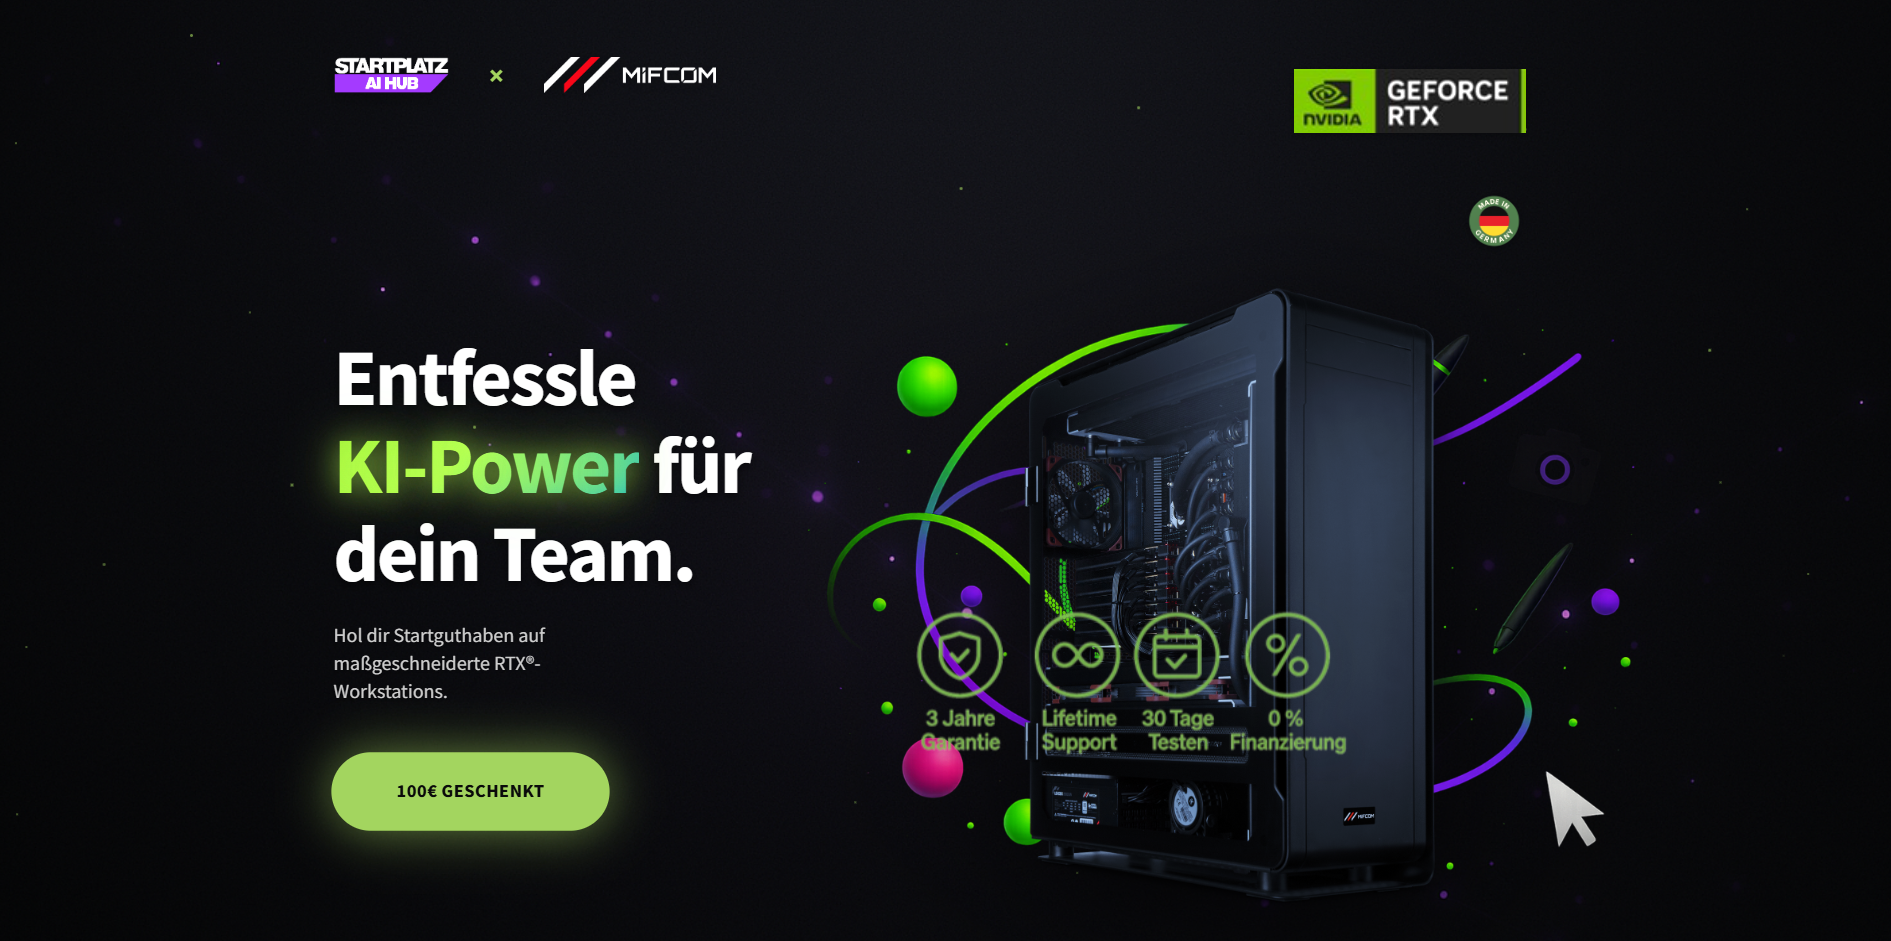 STARTPLATZ
AI HUB
×
MIFCOM
NVIDIA
GEFORCE
RTX
MADE IN
GERMANY
Entfessle
KI-Power für
dein Team.
Hol dir Startguthaben auf
maßgeschneiderte RTX®-
Workstations.
100€ GESCHENKT
3 Jahre
Garantie
Lifetime
Support
30 Tage
Testen
0 %
Finanzierung
MIFCOM